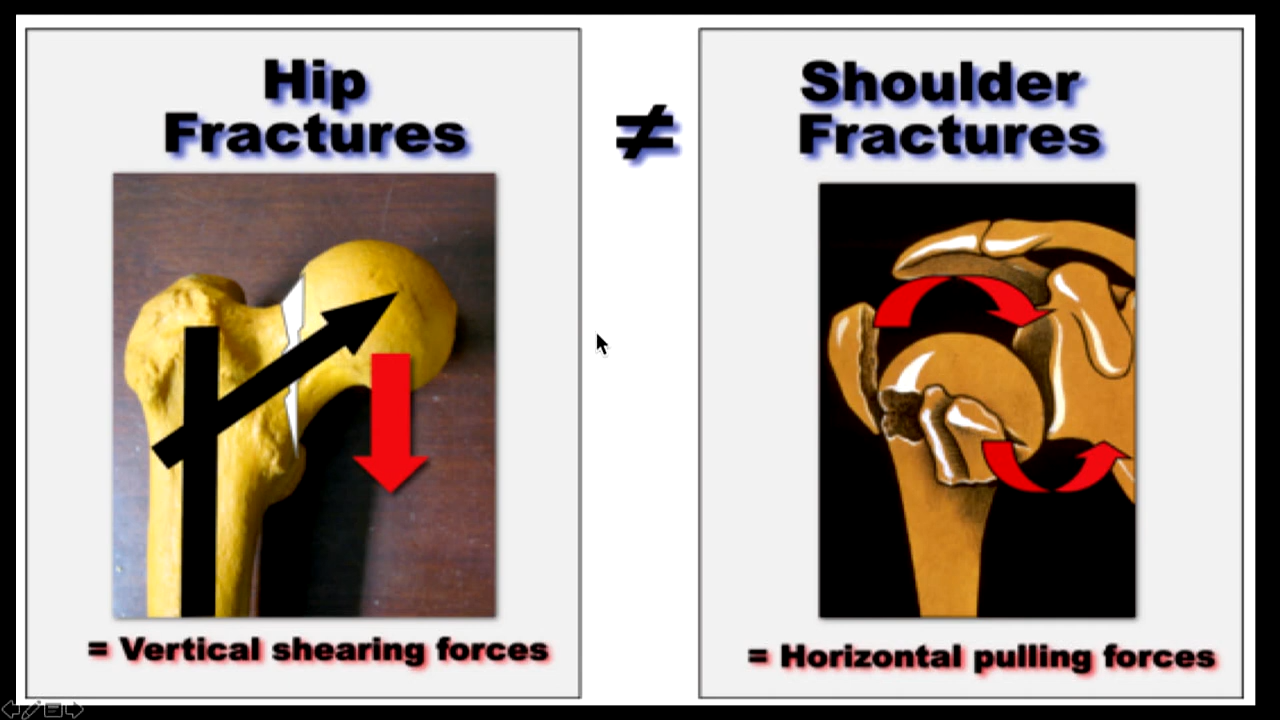 Hip
Fractures
= Vertical shearing forces
≠
Shoulder
Fractures
= Horizontal pulling forces